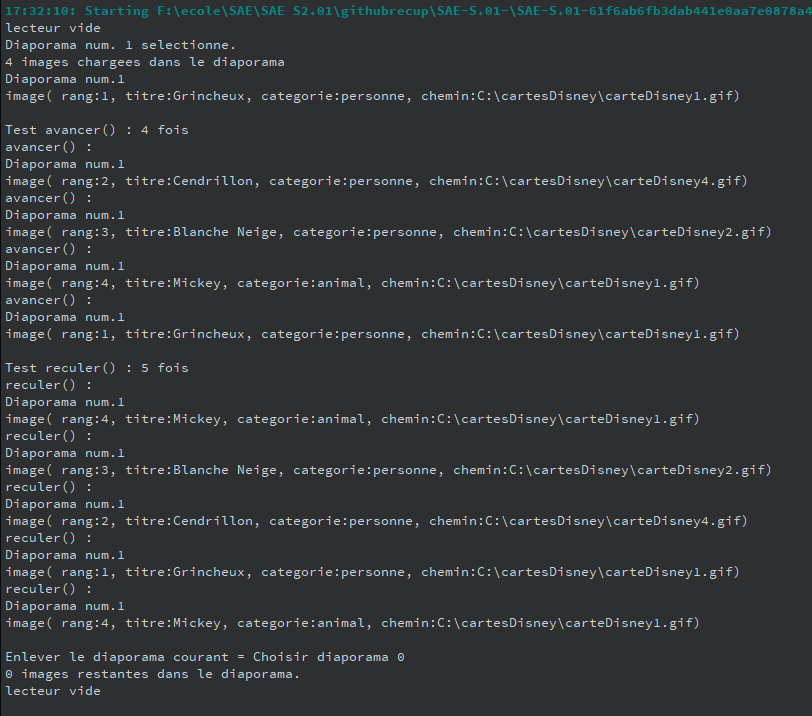 17:32:10: Starting F:\ecole\SAE\SAE S2.01\githubrecup\SAE-S.01-\SAE-S.01-61f6ab6fb3dab441e0aa7e0878a4
lecteur vide
Diaporama num. 1 selectionne.
4 images chargees dans le diaporama
Diaporama num.1
image( rang:1, titre:Grincheux, categorie:personne, chemin:C:\cartesDisney\carteDisney1.gif)
Test avancer() : 4 fois
avancer() :
Diaporama num.1
image( rang:2, titre:Cendrillon, categorie:personne, chemin:C:\cartesDisney\carteDisney4.gif)
avancer() :
Diaporama num.1
image( rang:3, titre:Blanche Neige, categorie:personne, chemin:C:\cartesDisney\carteDisney2.gif)
avancer() :
Diaporama num.1
image( rang:4, titre:Mickey, categorie:animal, chemin:C:\cartesDisney\carteDisney1.gif)
avancer() :
Diaporama num.1
image( rang:1, titre:Grincheux, categorie:personne, chemin:C:\cartesDisney\carteDisney1.gif)
Test reculer() : 5 fois
reculer() :
Diaporama num.1
image( rang:4, titre:Mickey, categorie:animal, chemin:C:\cartesDisney\carteDisney1.gif)
reculer() :
Diaporama num.1
image( rang:3, titre:Blanche Neige, categorie:personne, chemin:C:\cartesDisney\carteDisney2.gif)
reculer() :
Diaporama num.1
image( rang:2, titre:Cendrillon, categorie:personne, chemin:C:\cartesDisney\carteDisney4.gif)
reculer() :
Diaporama num.1
image( rang:1, titre:Grincheux, categorie:personne, chemin:C:\cartesDisney\carteDisney1.gif)
reculer() :
Diaporama num.1
image( rang:4, titre:Mickey, categorie:animal, chemin:C:\cartesDisney\carteDisney1.gif)
Enlever le diaporama courant = Choisir diaporama 0
0 images restantes dans le diaporama.
lecteur vide